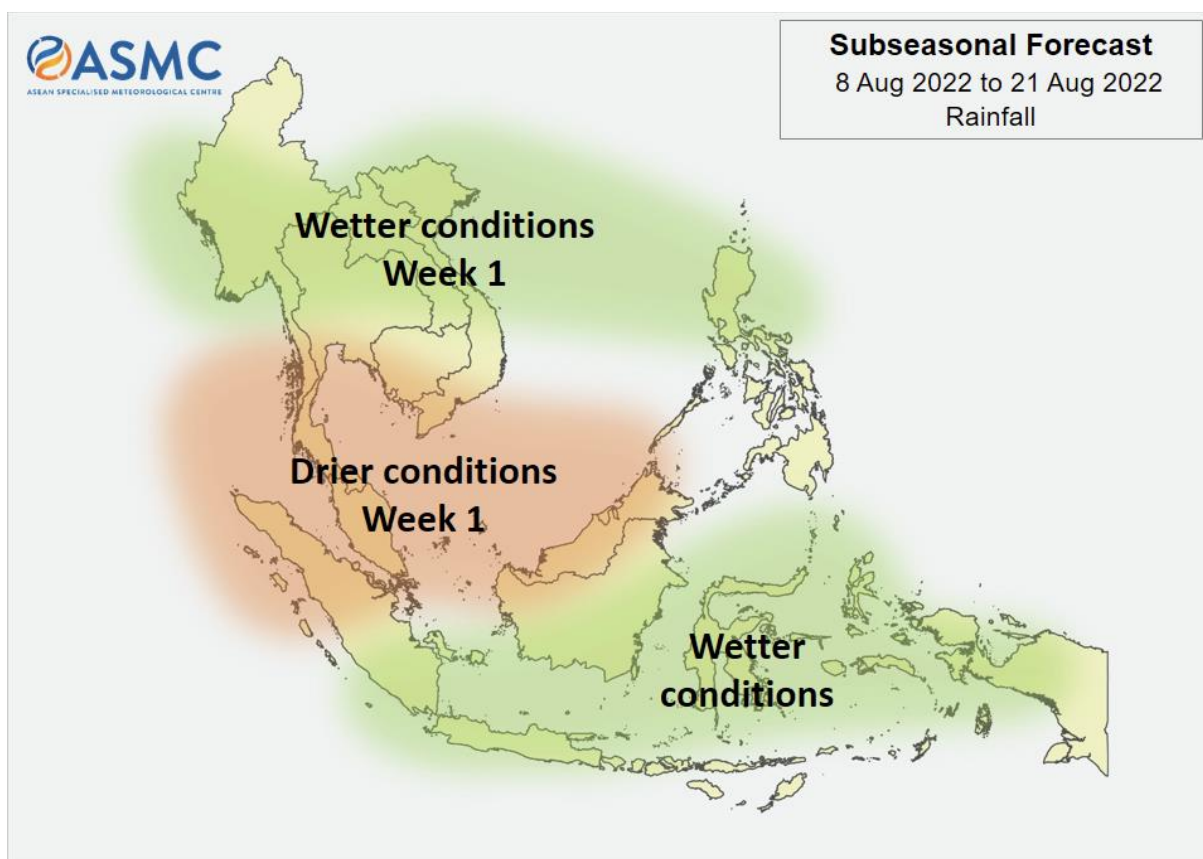 ASMC
ASEAN SPECIALISED METEOROLOGICAL CENTRE
Subseasonal Forecast
8 Aug 2022 to 21 Aug 2022
Rainfall
Wetter conditions
Week 1
Drier conditions
Week 1
Wetter
conditions